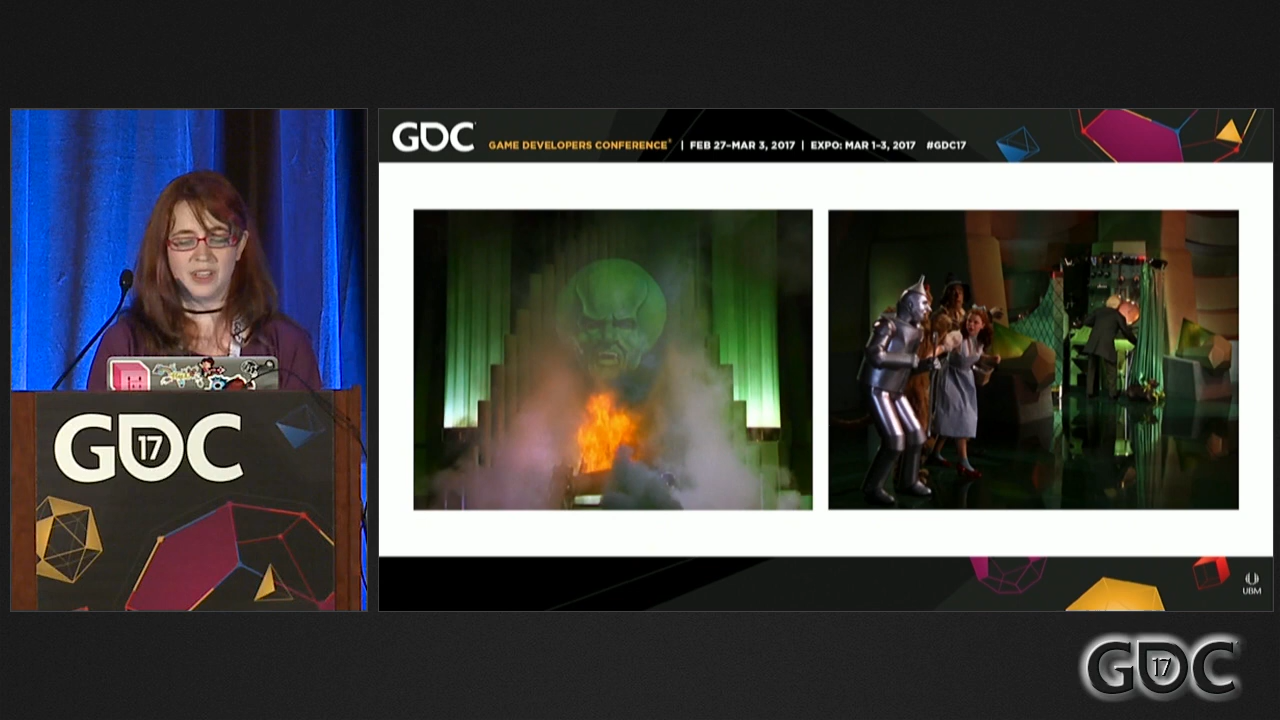 GDC GAME DEVELOPERS CONFERENCE® | FEB 27–MAR 3, 2017 | EXPO: MAR 1-3, 2017 #GDC17
GDC
17
UBM
GDC
17